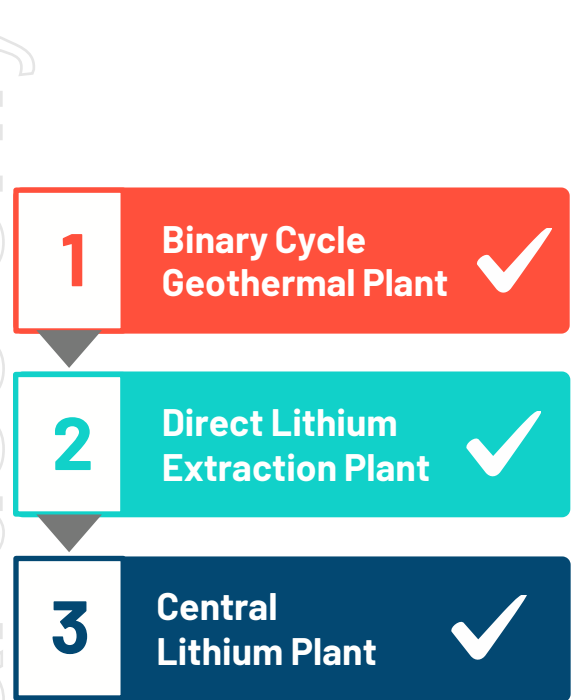 1
Binary Cycle
Geothermal Plant
2
Direct Lithium
Extraction Plant
3
Central
Lithium Plant